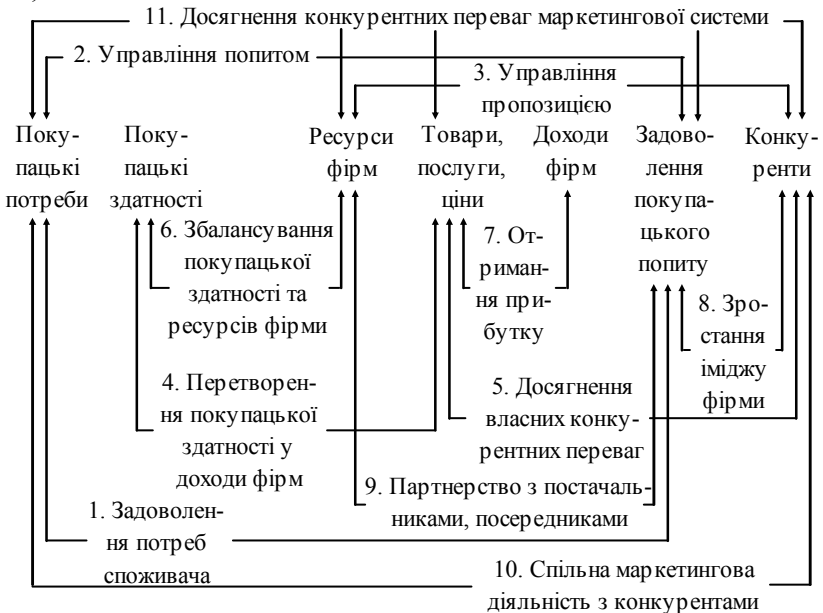 11. Досягнення конкурентних переваг маркетингової системи
2. Управління попитом
3. Управління
пропозицією
Поку-
пацькі
потреби
Поку-
пацькі
здатності
Ресурси
фірм
Товари,
послуги,
ціни
Доходи
фірм
Задово-
лення
покупа-
цького
попиту
Конку-
ренти
6. Збалансування
покупацької
здатності та
ресурсів фірми
7. От-
риман-
ня при-
бутку
8. Зро-
стання
іміджу
фірми
4. Перетворен-
ня покупацької
здатності у
доходи фірм
5. Досягнення
власних конку-
рентних переваг
9. Партнерство з постачаль-
никами, посередниками
1. Задоволен-
ня потреб
споживача
10. Спільна маркетингова
діяльність з конкурентами